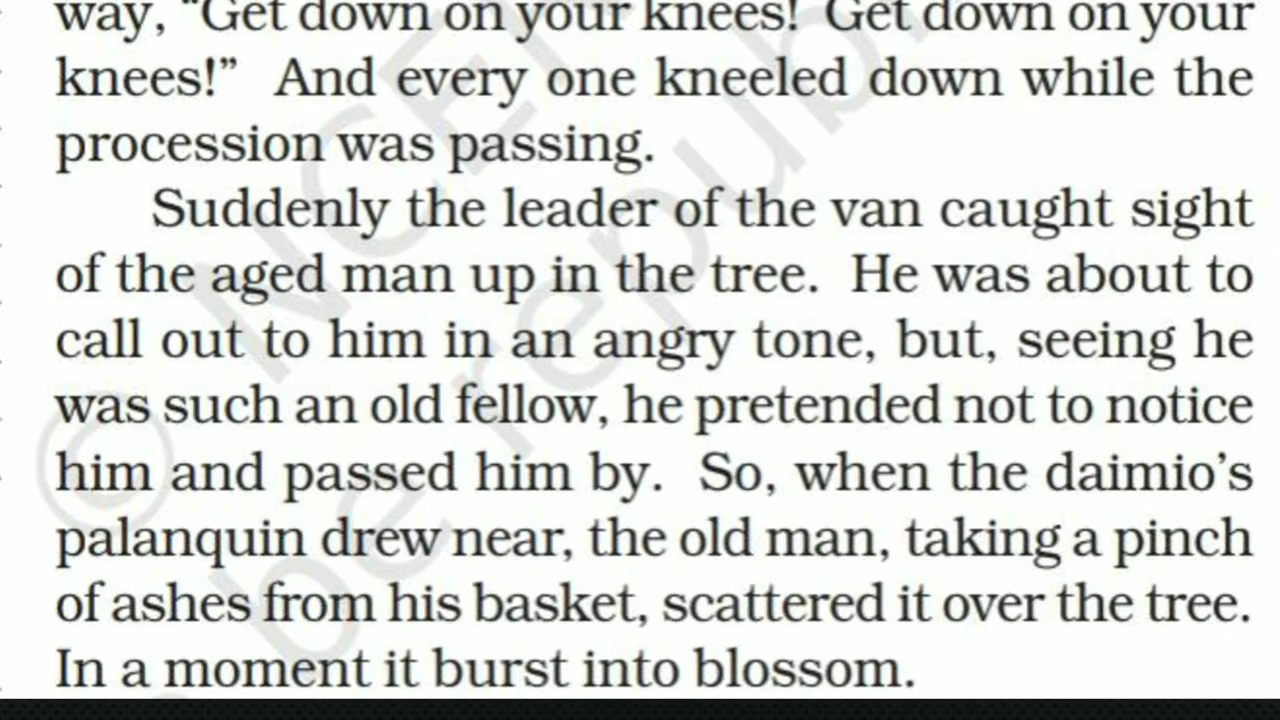 way, “Get down on your knees! Get down on your
knees!” And every one kneeled down while the
procession was passing.
Suddenly the leader of the van caught sight
of the aged man up in the tree. He was about to
call out to him in an angry tone, but, seeing he
was such an old fellow, he pretended not to notice
him and passed him by. So, when the daimio’s
palanquin drew near, the old man, taking a pinch
of ashes from his basket, scattered it over the tree.
In a moment it burst into blossom.
© NCE
be repub